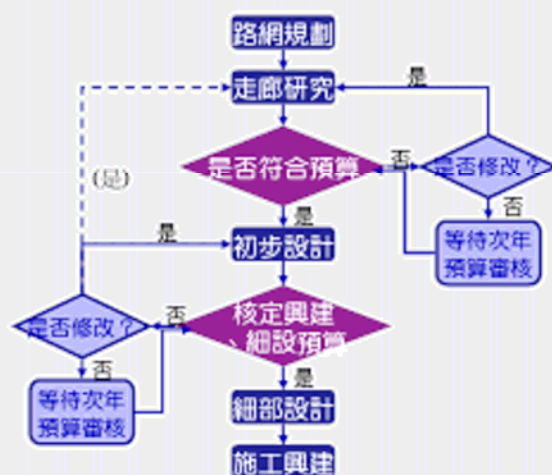 路網規劃
走廊研究
是
(是)
是否符合預算
否
是否修改？
是
否
是
初步設計
等待次年
預算審核
核定興建
、細設預算
否
是否修改？
否
是
等待次年
預算審核
細部設計
施工興建